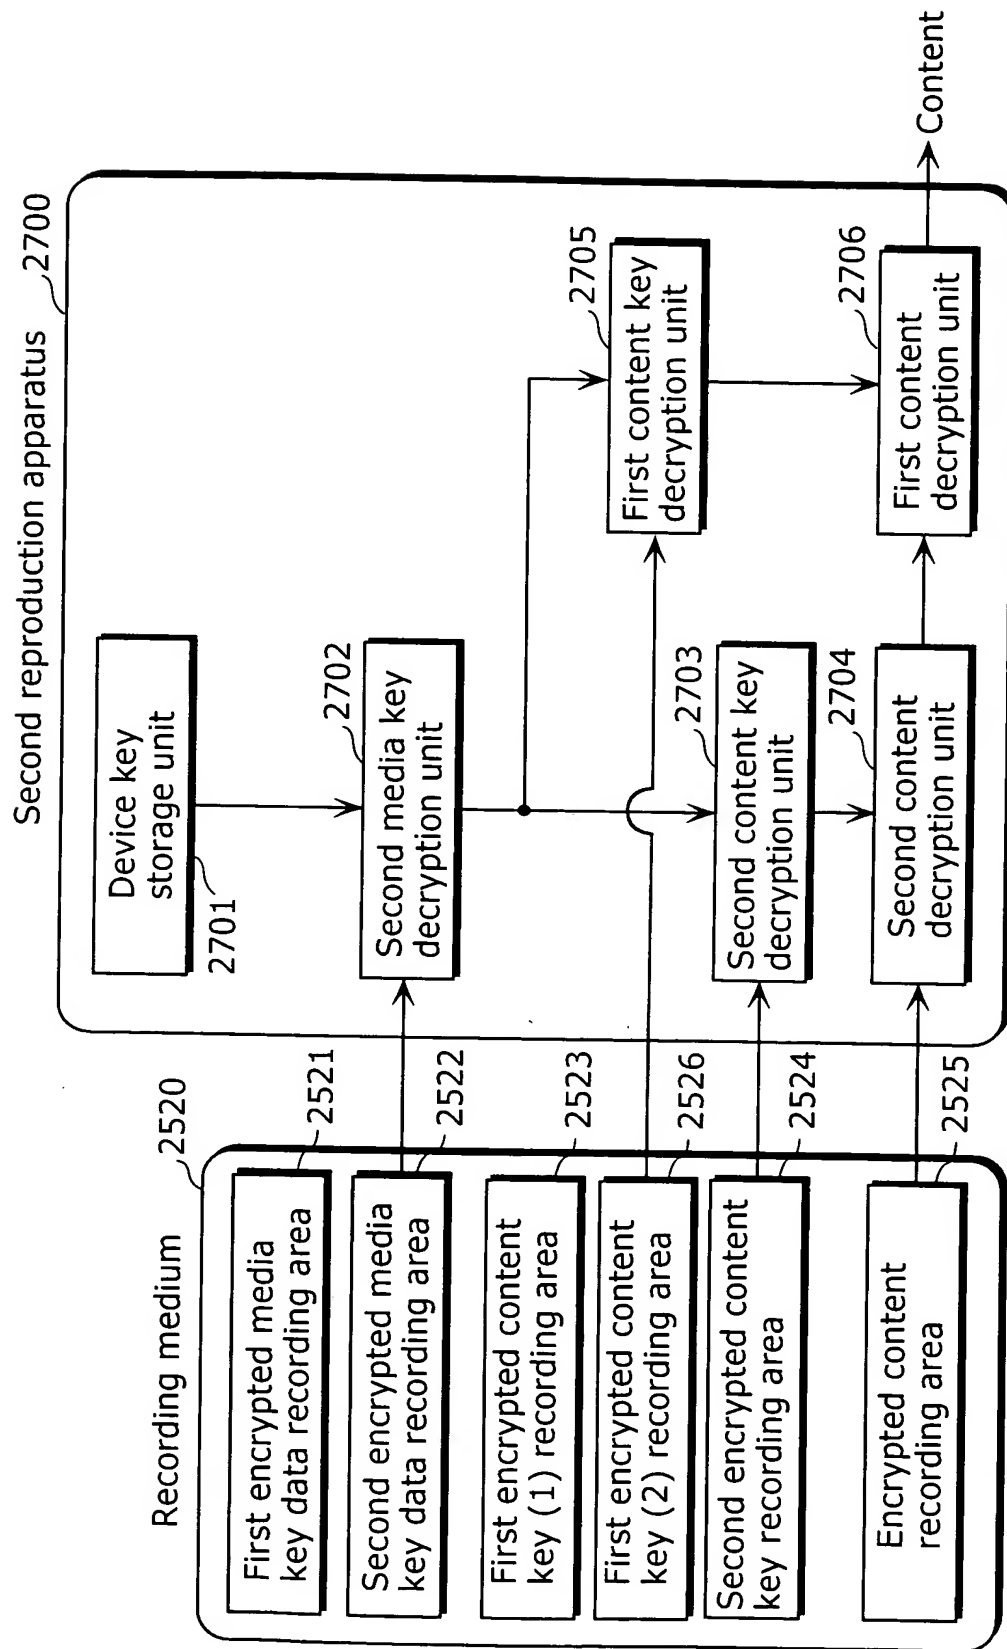 Second reproduction apparatus
2700
Device key
storage unit
2701
2702
Second media key
decryption unit
2705
First content key
decryption unit
2703
Second content key
decryption unit
2704
Second content
decryption unit
2706
First content
decryption unit
Content
Recording medium
2520
First encrypted media
key data recording area
2521
Second encrypted media
key data recording area
2522
First encrypted content
key (1) recording area
2523
First encrypted content
key (2) recording area
2526
Second encrypted content
key recording area
2524
Encrypted content
recording area
2525